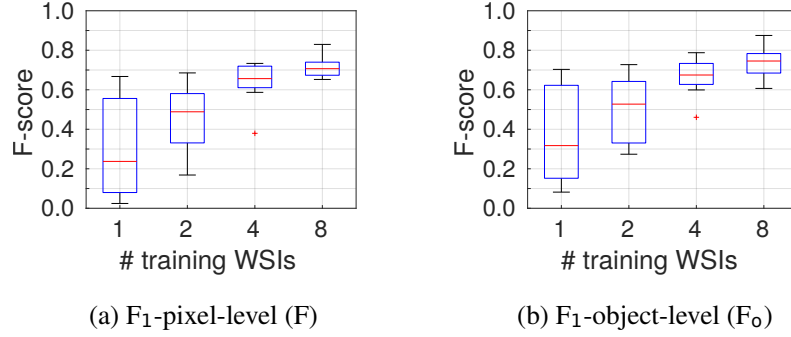 1.0
0.8
0.6
0.4
0.2
0.0
F-score
1 2 4 8
# training WSIs
(a) F₁-pixel-level (F)
1.0
0.8
0.6
0.4
0.2
0.0
F-score
1 2 4 8
# training WSIs
(b) F₁-object-level (Fₒ)